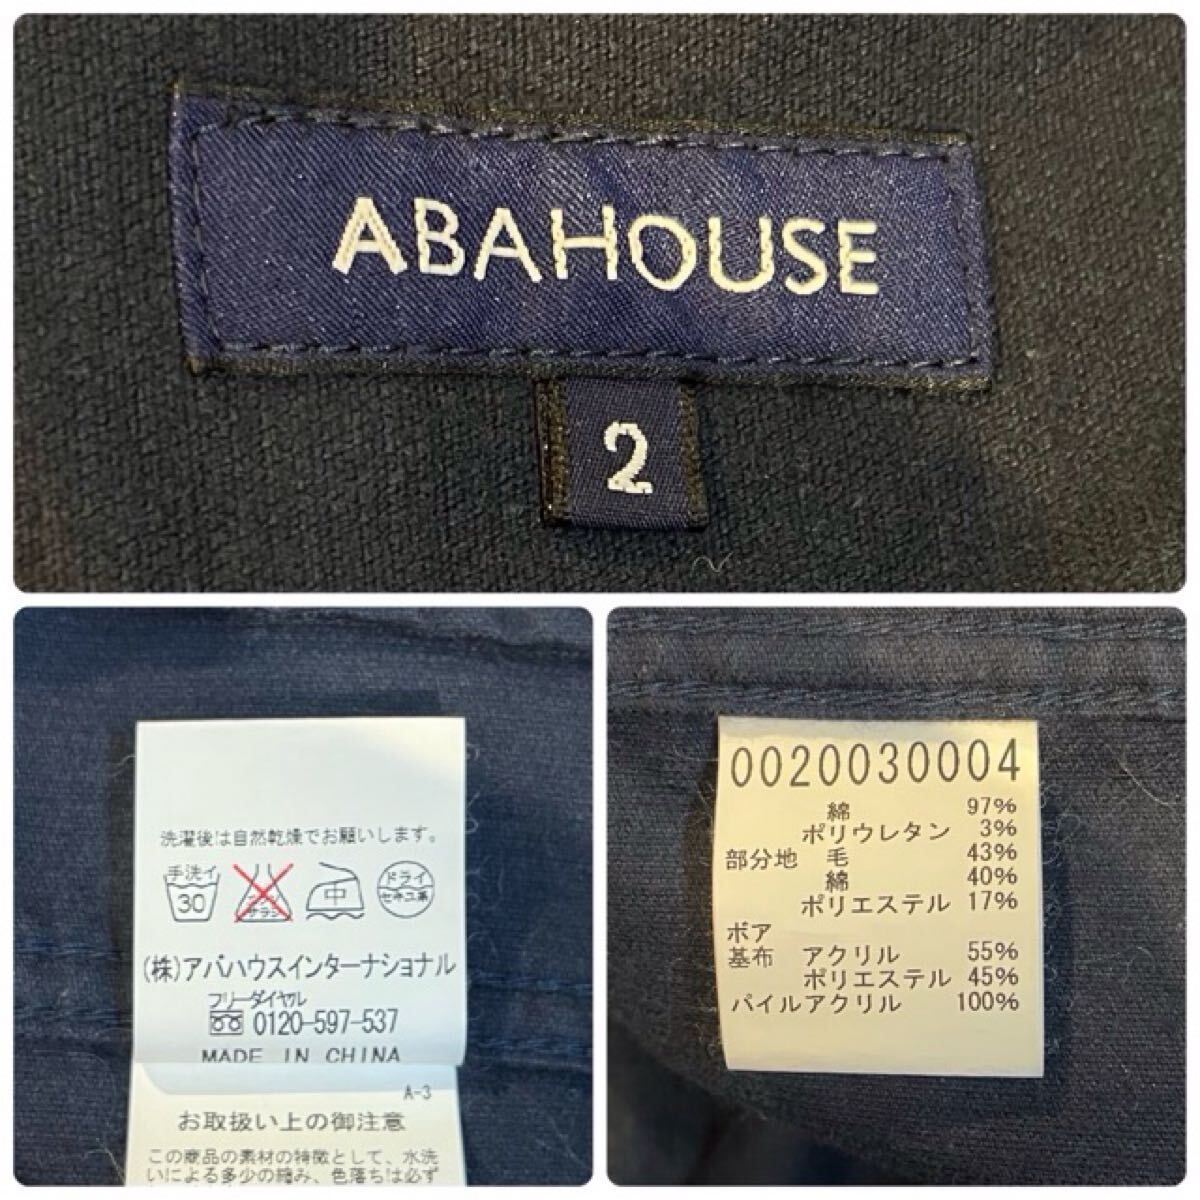 ABAHOUSE
2
洗濯後は自然乾燥でお願いします。
手洗イ
30
中
ドライ
セキユ系
(株)アバハウスインターナショナル
フリーダイヤル
0120-597-537
MADE IN CHINA
A-3
お取扱い上の御注意
この商品の素材の特徴として、水洗
いによる多少の縮み、色落ちは必ず
0020030004
綿 97%
ポリウレタン 3%
部分地 毛 43%
綿 40%
ポリエステル 17%
ボア
基布 アクリル 55%
ポリエステル 45%
パイルアクリル 100%